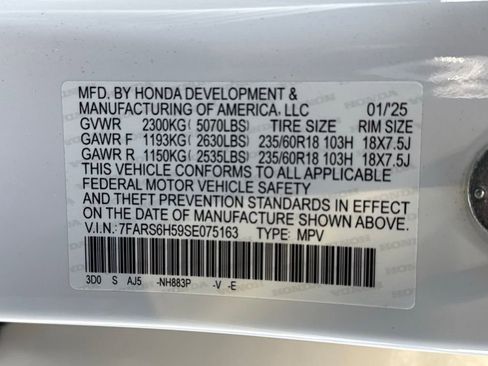 MFD. BY HONDA DEVELOPMENT &
MANUFACTURING OF AMERICA, LLC 01/'25
GVWR 2300KG( 5070LBS) TIRE SIZE RIM SIZE
GAWR F 1193KG( 2630LBS) 235/60R18 103H 18X7.5J
GAWR R 1150KG( 2535LBS) 235/60R18 103H 18X7.5J
THIS VEHICLE CONFORMS TO ALL APPLICABLE
FEDERAL MOTOR VEHICLE SAFETY
AND THEFT PREVENTION STANDARDS IN EFFECT
ON THE DATE OF MANUFACTURE SHOWN ABOVE.
V.I.N.: 7FARS6H59SE075163 TYPE: MPV
3D0 S AJ5 -NH883P -V -E